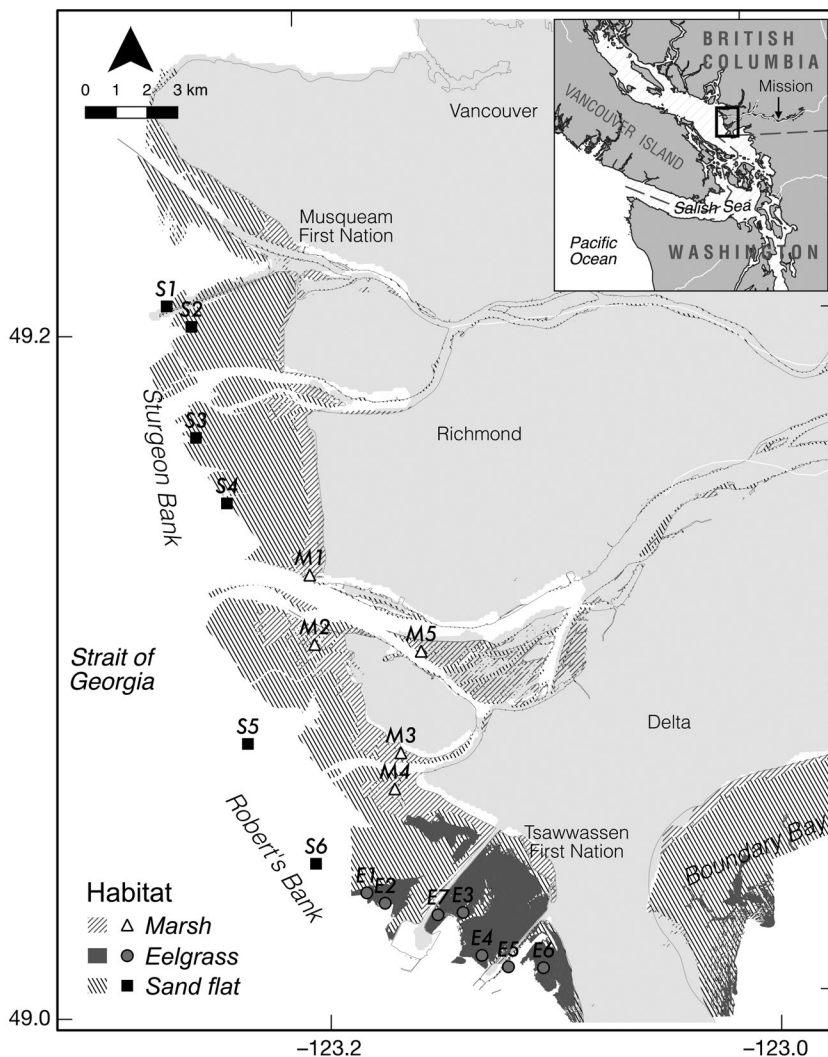 0 1 2 3 km
Vancouver
BRITISH
COLUMBIA
Mission
VANCOUVER ISLAND
Salish Sea
Pacific
Ocean
WASHINGTON
Musqueam
First Nation
S1
S2
49.2
Sturgeon Bank
S3
Richmond
S4
M1
M2
M5
Strait of
Georgia
S5
Delta
M3
M4
Robert's Bank
Tsawwassen
First Nation
Boundary Bay
S6
E1
E2
E7
E3
E4
E5
E6
Habitat
Marsh
Eelgrass
Sand flat
49.0
−123.2
−123.0